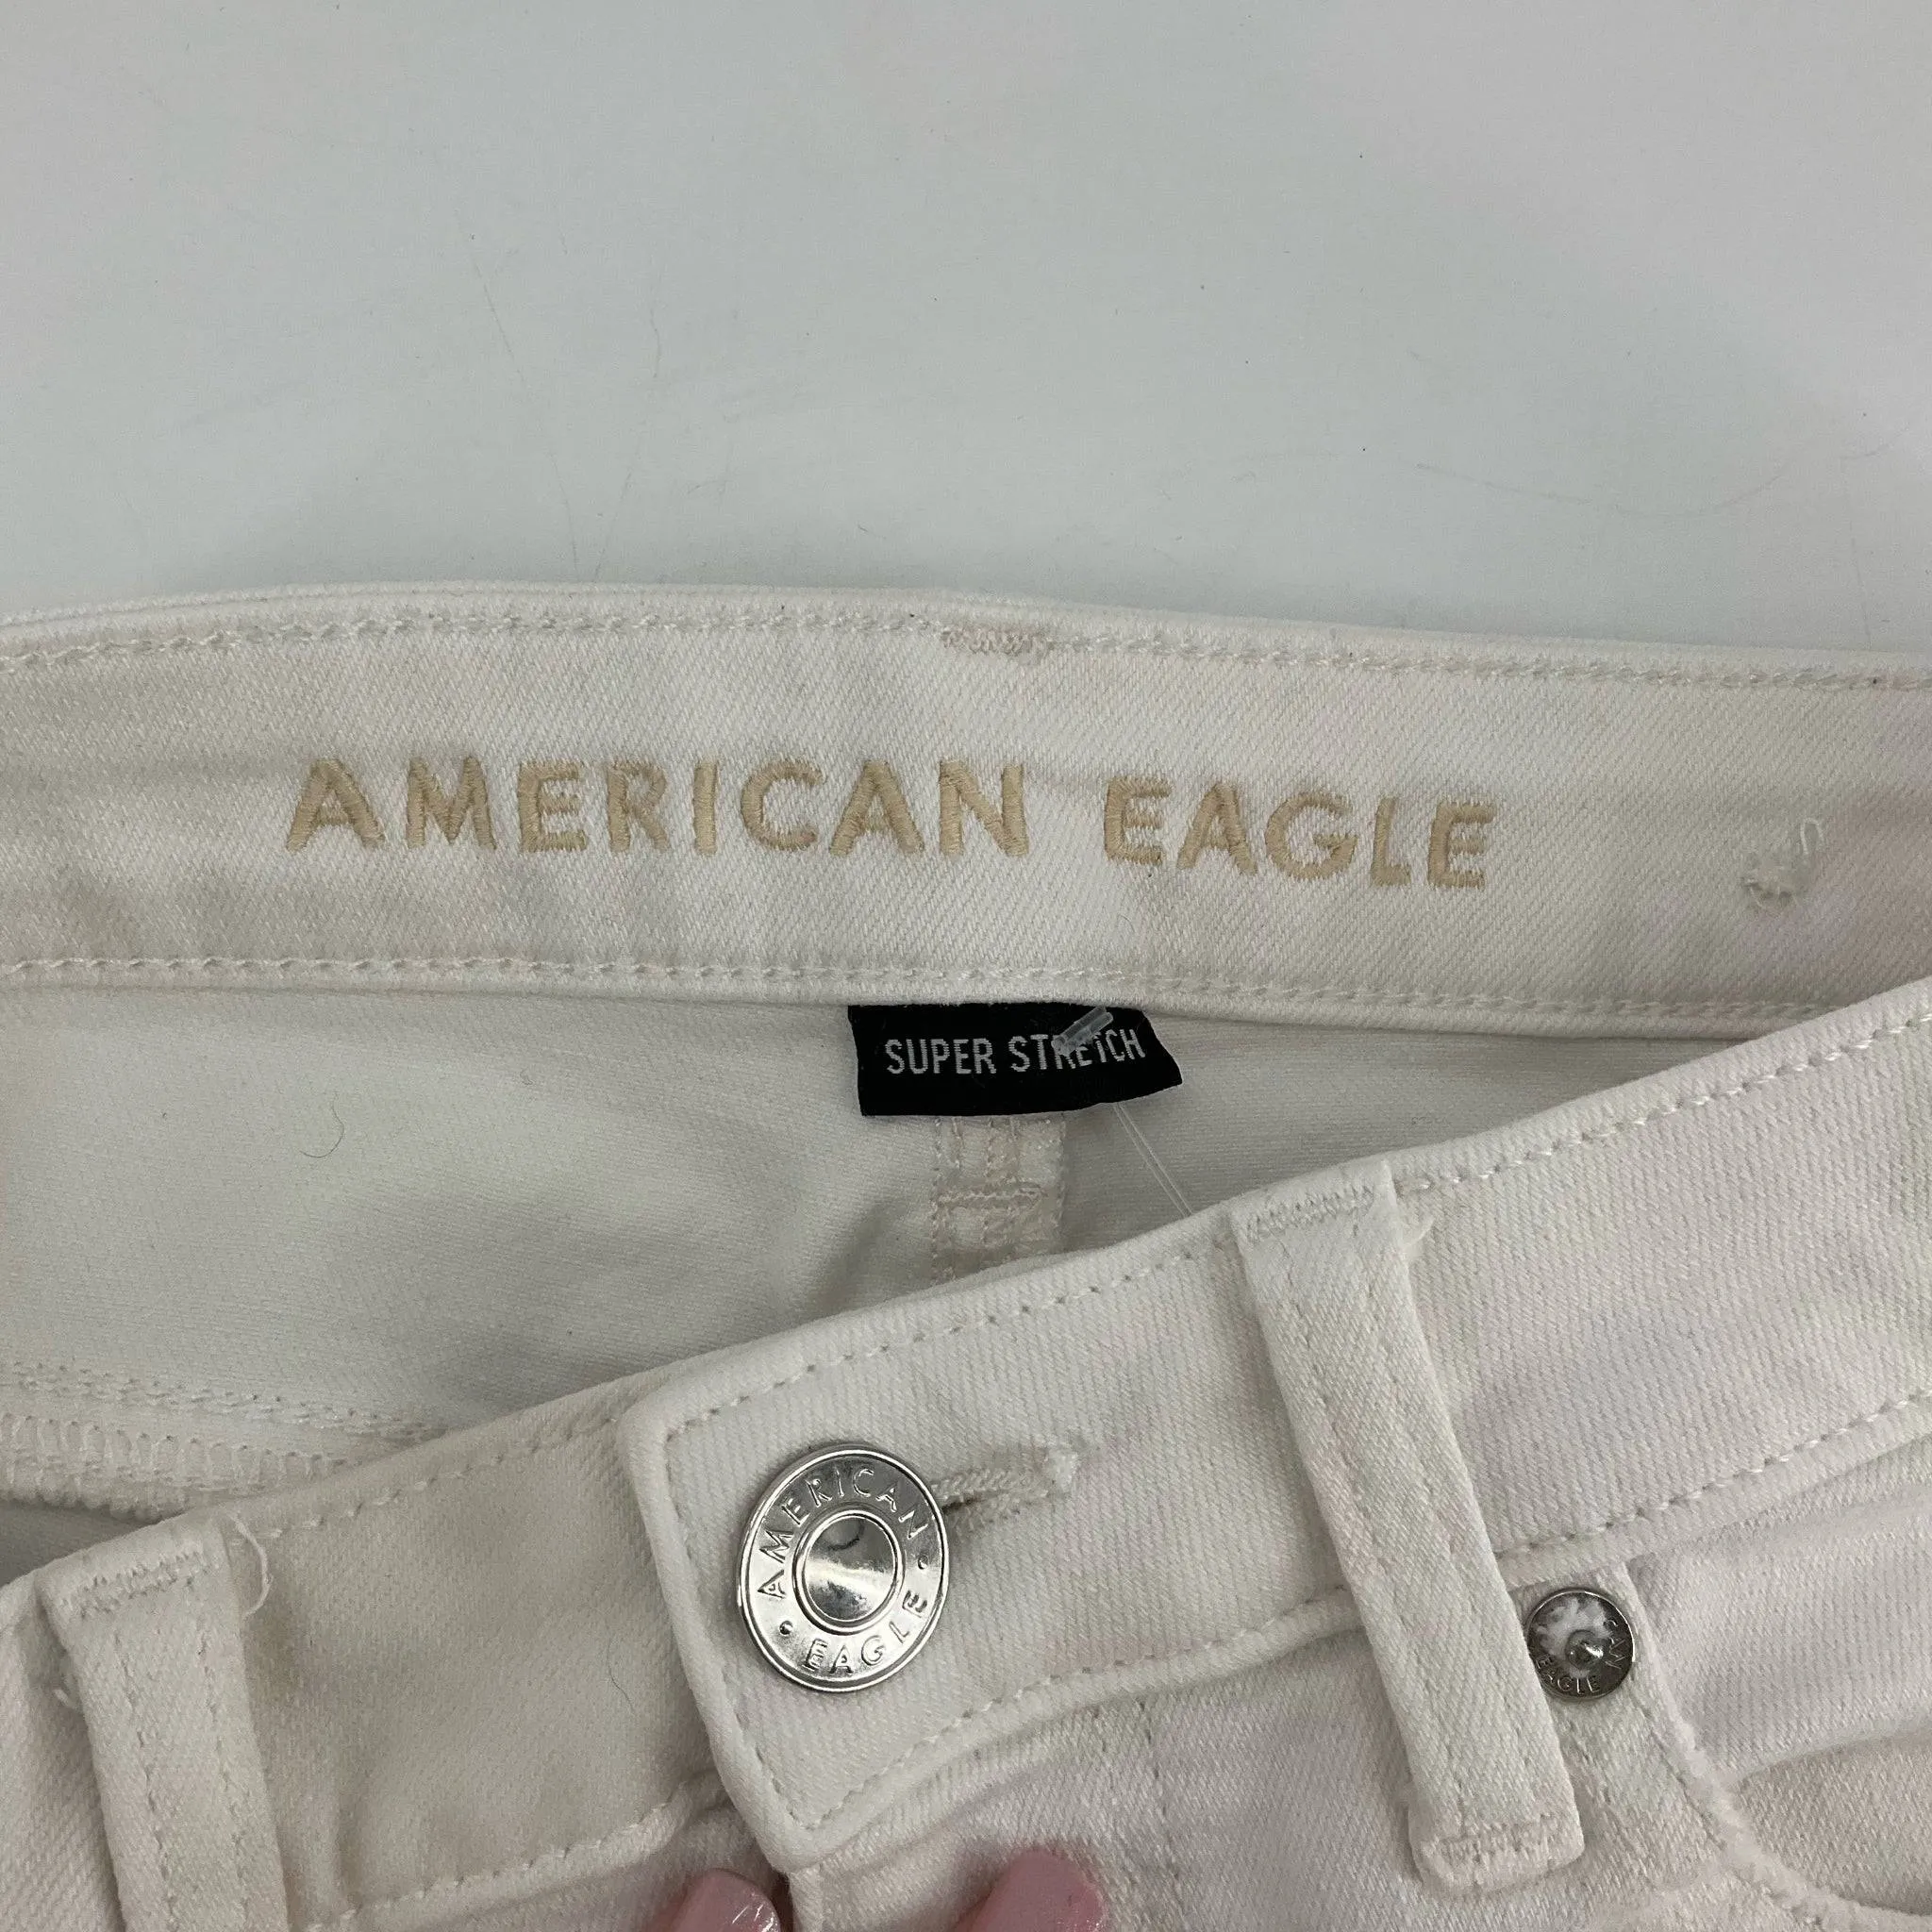 AMERICAN EAGLE
SUPER STRETCH
AMERICAN
• EAGLE •
EAGLE